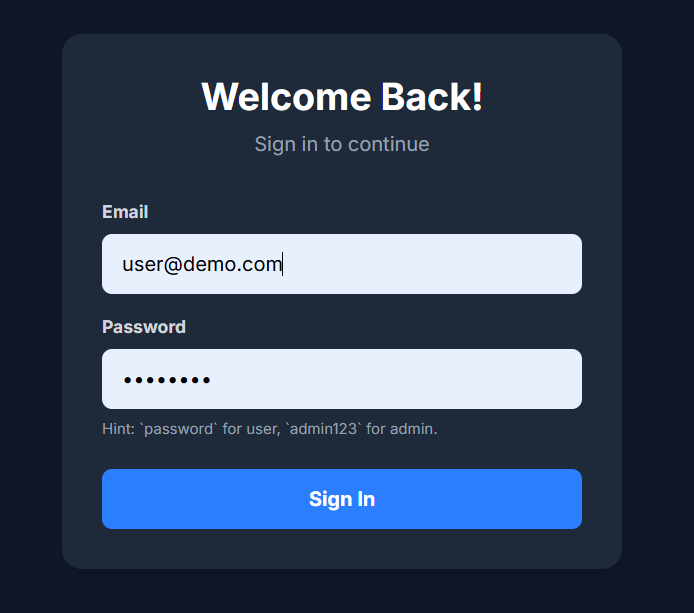 Welcome Back!
Sign in to continue
Email
user@demo.com
Password
••••••••
Hint: `password` for user, `admin123` for admin.
Sign In